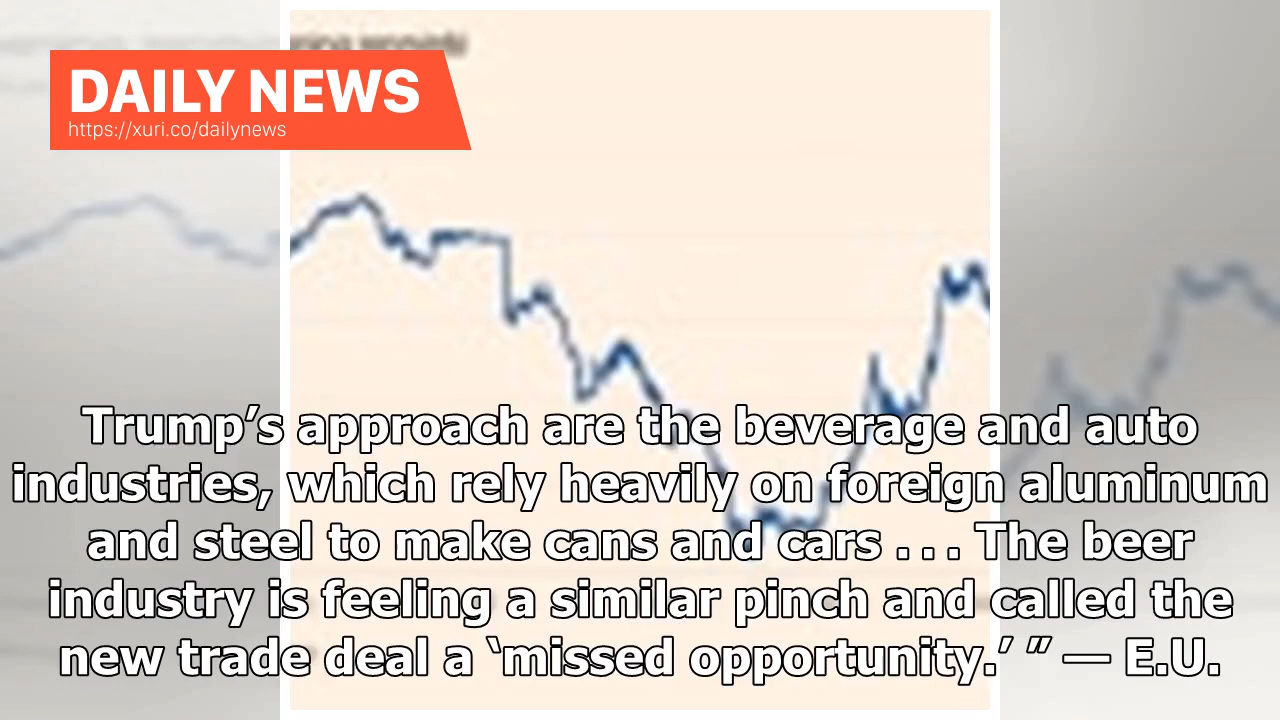 DAILY NEWS
https://xuri.co/dailynews
Trump’s approach are the beverage and auto
industries, which rely heavily on foreign aluminum
and steel to make cans and cars . . . The beer
industry is feeling a similar pinch and called the
new trade deal a ‘missed opportunity.’ ” — E.U.